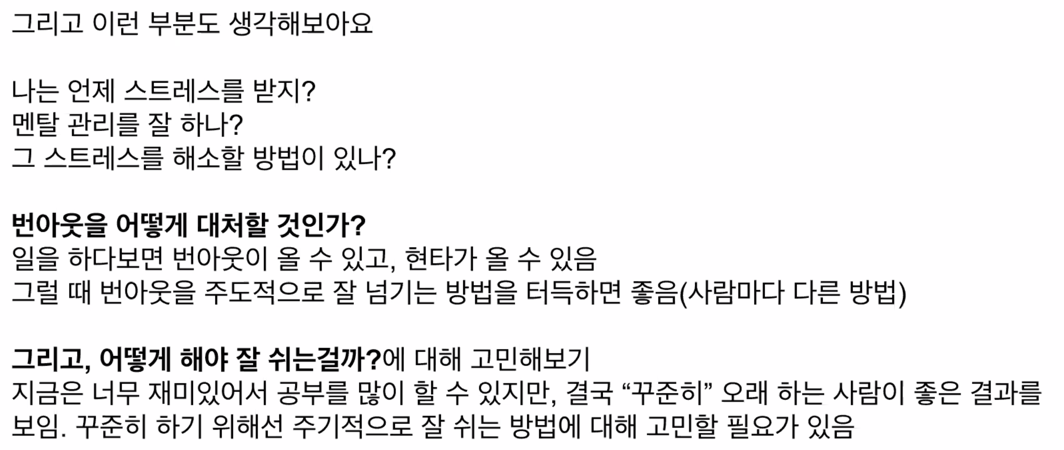 그리고 이런 부분도 생각해보아요
나는 언제 스트레스를 받지?
멘탈 관리를 잘 하나?
그 스트레스를 해소할 방법이 있나?
번아웃을 어떻게 대처할 것인가?
일을 하다보면 번아웃이 올 수 있고, 현타가 올 수 있음
그럴 때 번아웃을 주도적으로 잘 넘기는 방법을 터득하면 좋음(사람마다 다른 방법)
그리고, 어떻게 해야 잘 쉬는걸까?에 대해 고민해보기
지금은 너무 재미있어서 공부를 많이 할 수 있지만, 결국 “꾸준히” 오래 하는 사람이 좋은 결과를
보임. 꾸준히 하기 위해선 주기적으로 잘 쉬는 방법에 대해 고민할 필요가 있음